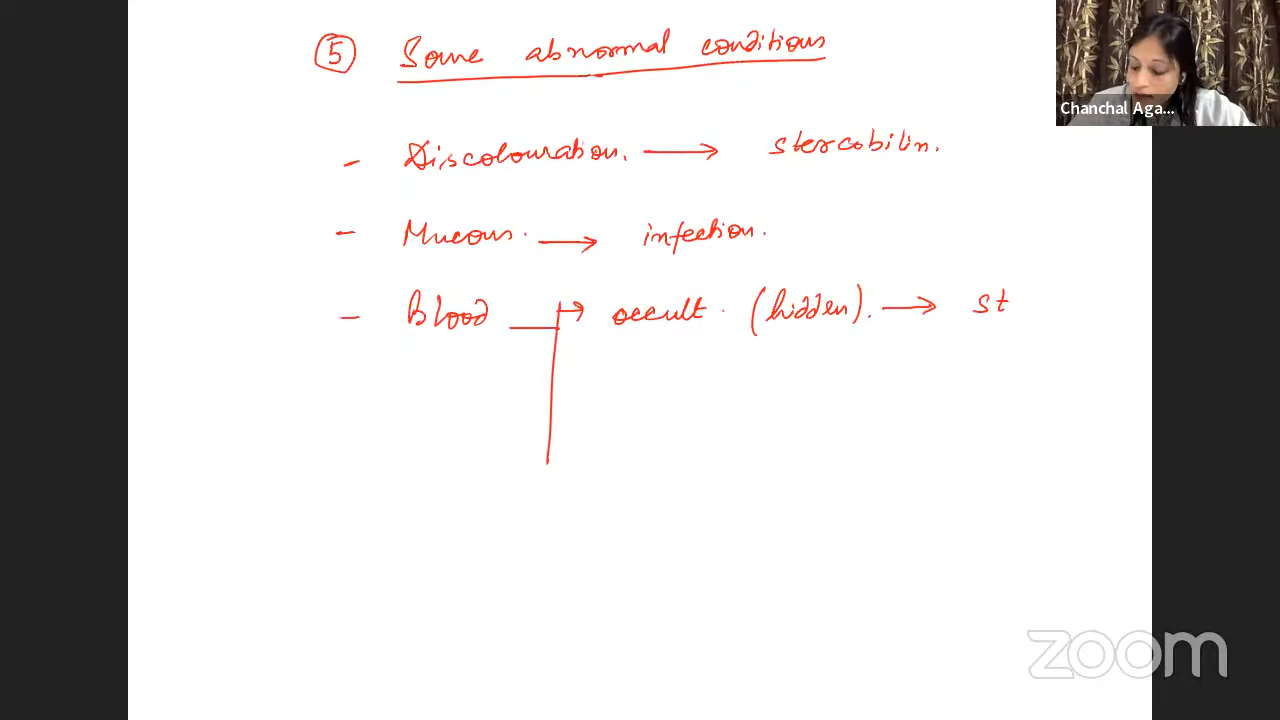 5 Some abnormal conditions
Chanchal Aga...
- Discolouration. → stercobilin.
- Mucous. → infection.
- Blood → occult. (hidden). → st
zoom